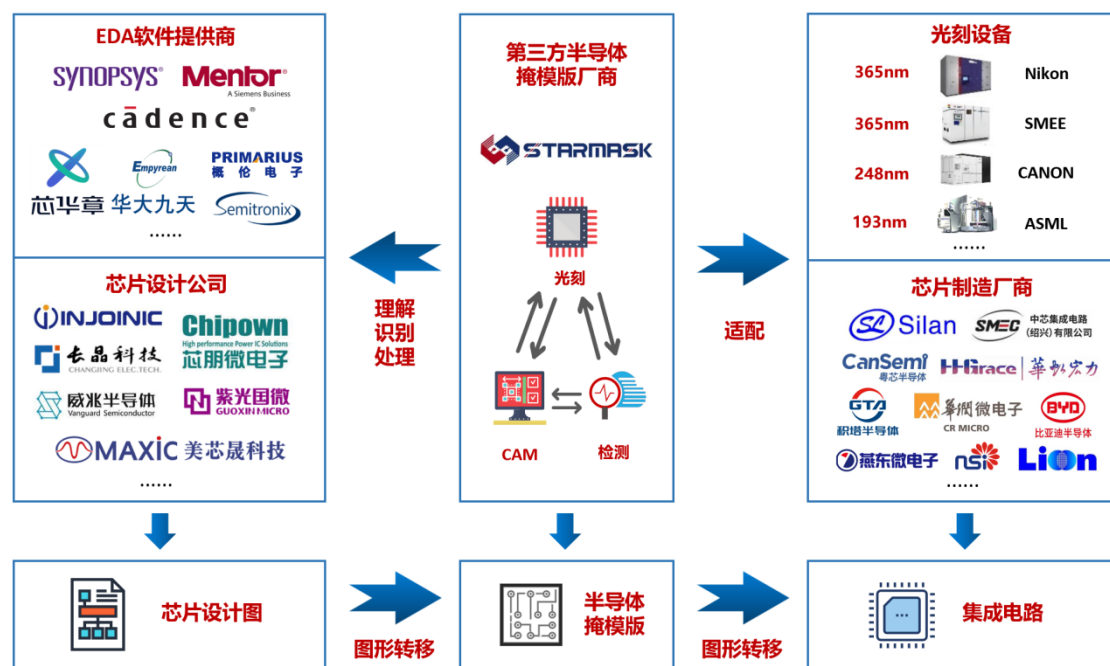 EDA软件提供商
SYNOPSYS®
Mentor®
A Siemens Business
cādence®
芯华章
Empyrean
华大九天
PRIMARIUS
概伦电子
Semitronix
......
芯片设计公司
INJOINIC
Chipown
High performance Power IC Solutions
芯朋微电子
长晶科技
CHANGJING ELEC.TECH.
威兆半导体
Vanguard Semiconductor
紫光国微
GUOXIN MICRO
MAXIC 美芯晟科技
......
理解
识别
处理
第三方半导体
掩模版厂商
STARMASK
光刻
CAM
检测
适配
光刻设备
365nm Nikon
365nm SMEE
248nm CANON
193nm ASML
......
芯片制造厂商
SL Silan
SMEC 中芯集成电路
(绍兴)有限公司
CanSemi
粤芯半导体
HHGrace 华虹宏力
GTA
积塔半导体
华润微电子
CR MICRO
BYD
比亚迪半导体
燕东微电子
nsi
Lion
......
芯片设计图
图形转移
半导体
掩模版
图形转移
集成电路